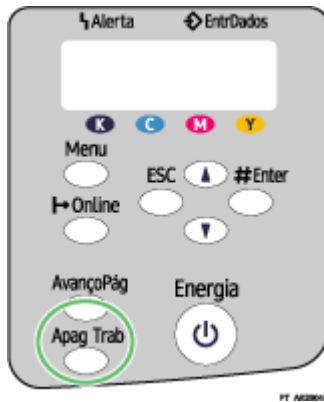 Alerta EntrDados
K C M Y
Menu
ESC #Enter
Online
AvançoPág Energia
Apag Trab